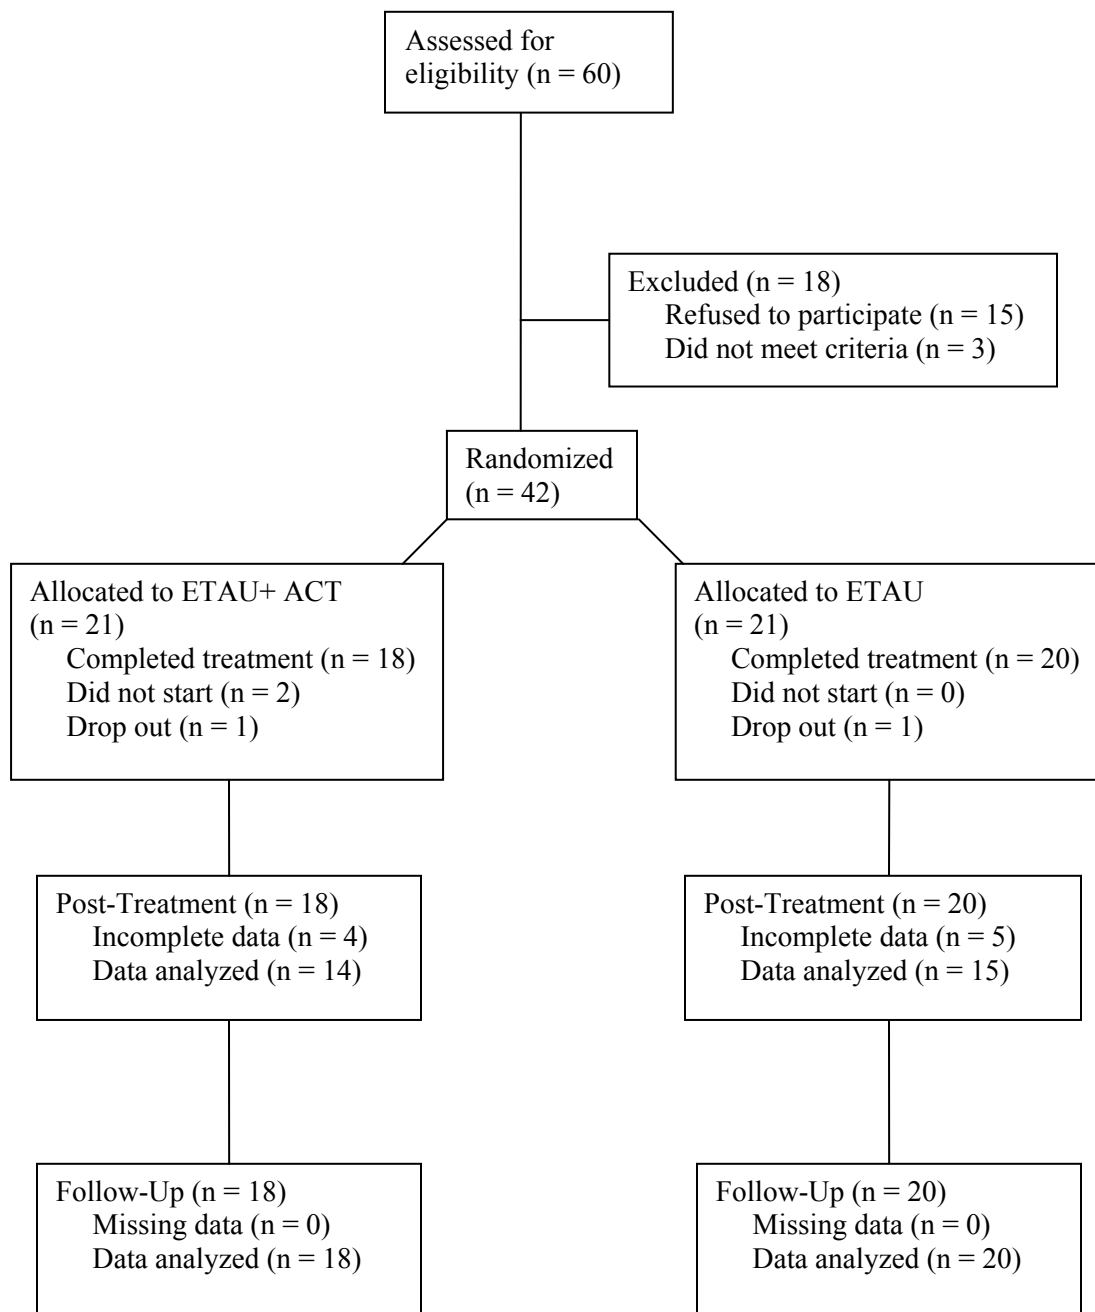 Assessed for
eligibility (n = 60)
Excluded (n = 18)
Refused to participate (n = 15)
Did not meet criteria (n = 3)
Randomized
(n = 42)
Allocated to ETAU+ ACT
(n = 21)
Completed treatment (n = 18)
Did not start (n = 2)
Drop out (n = 1)
Allocated to ETAU
(n = 21)
Completed treatment (n = 20)
Did not start (n = 0)
Drop out (n = 1)
Post-Treatment (n = 18)
Incomplete data (n = 4)
Data analyzed (n = 14)
Post-Treatment (n = 20)
Incomplete data (n = 5)
Data analyzed (n = 15)
Follow-Up (n = 18)
Missing data (n = 0)
Data analyzed (n = 18)
Follow-Up (n = 20)
Missing data (n = 0)
Data analyzed (n = 20)